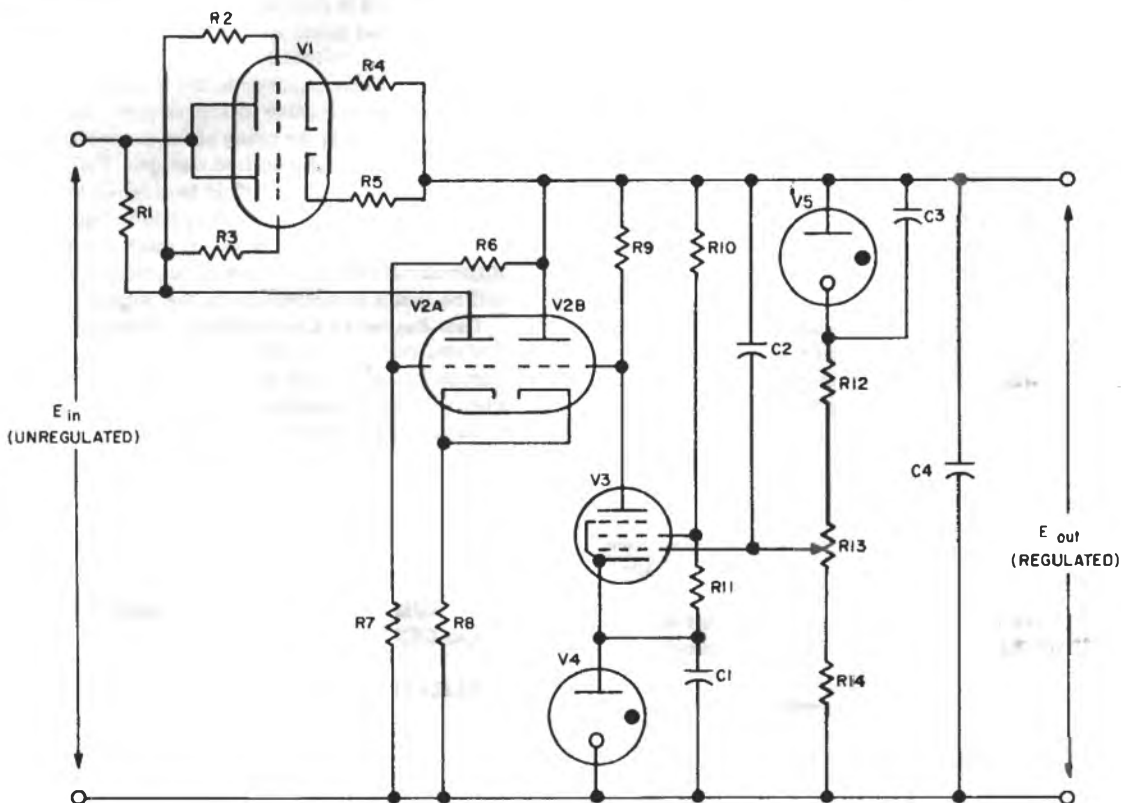 R2
V1
R4
R1
R5
R3
V5
C3
R6
R9
R10
V2A
V2B
C2
R12
E in
(UNREGULATED)
C4
V3
E out
(REGULATED)
R13
R11
R7
R8
V4
C1
R14